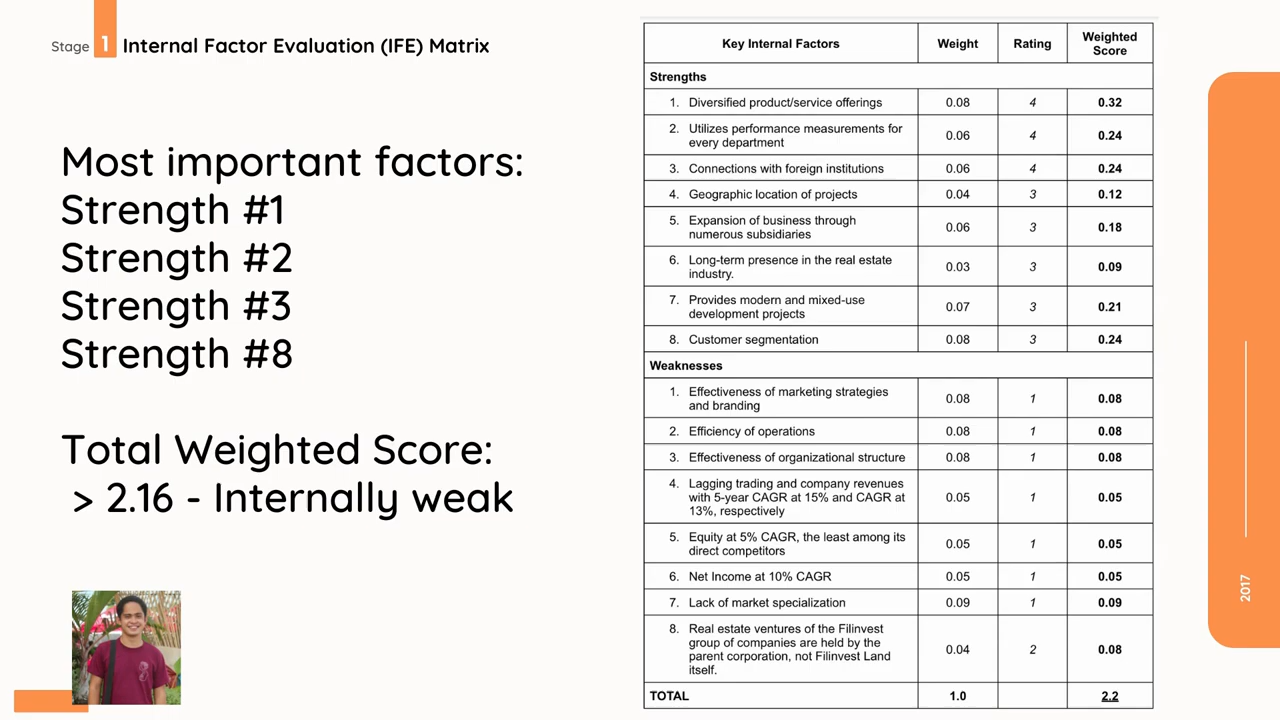 Stage 1 Internal Factor Evaluation (IFE) Matrix
Most important factors:
Strength #1
Strength #2
Strength #3
Strength #8
Total Weighted Score:
> 2.16 - Internally weak
Key Internal Factors Weight Rating Weighted Score
Strengths
1. Diversified product/service offerings 0.08 4 0.32
2. Utilizes performance measurements for
every department 0.06 4 0.24
3. Connections with foreign institutions 0.06 4 0.24
4. Geographic location of projects 0.04 3 0.12
5. Expansion of business through
numerous subsidiaries 0.06 3 0.18
6. Long-term presence in the real estate
industry. 0.03 3 0.09
7. Provides modern and mixed-use
development projects 0.07 3 0.21
8. Customer segmentation 0.08 3 0.24
Weaknesses
1. Effectiveness of marketing strategies
and branding 0.08 1 0.08
2. Efficiency of operations 0.08 1 0.08
3. Effectiveness of organizational structure 0.08 1 0.08
4. Lagging trading and company revenues
with 5-year CAGR at 15% and CAGR at
13%, respectively 0.05 1 0.05
5. Equity at 5% CAGR, the least among its
direct competitors 0.05 1 0.05
6. Net Income at 10% CAGR 0.05 1 0.05
7. Lack of market specialization 0.09 1 0.09
8. Real estate ventures of the Filinvest
group of companies are held by the
parent corporation, not Filinvest Land
itself. 0.04 2 0.08
TOTAL 1.0 2.2
2017